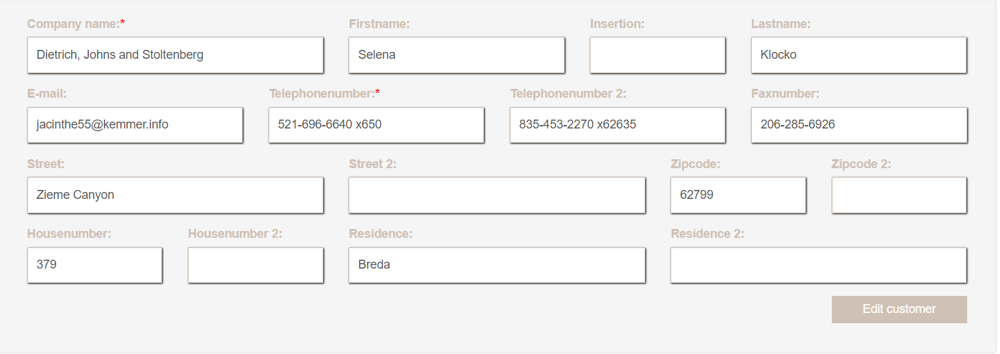 Company name:* Firstname: Insertion: Lastname:
Dietrich, Johns and Stoltenberg Selena Klocko
E-mail: Telephonenumber:* Telephonenumber 2: Faxnumber:
jacinthe55@kemmer.info 521-696-6640 x650 835-453-2270 x62635 206-285-6926
Street: Street 2: Zipcode: Zipcode 2:
Zieme Canyon 62799
Housenumber: Housenumber 2: Residence: Residence 2:
379 Breda
Edit customer